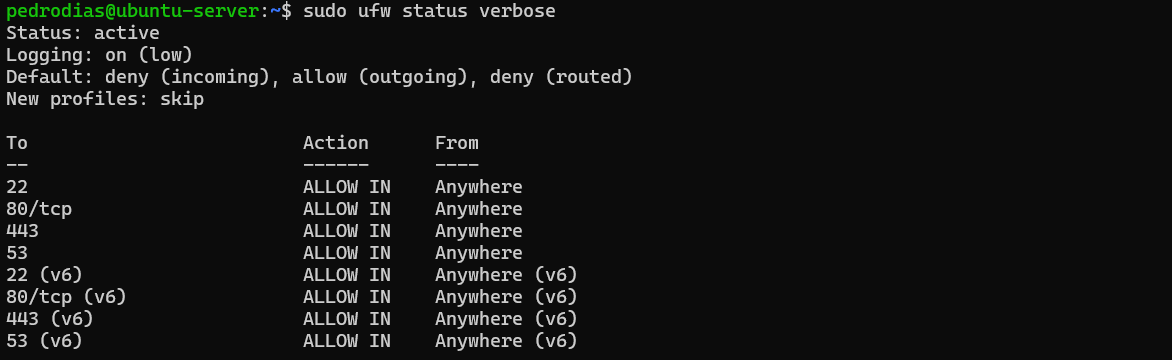 pedrodias@ubuntu-server:~$ sudo ufw status verbose
Status: active
Logging: on (low)
Default: deny (incoming), allow (outgoing), deny (routed)
New profiles: skip

To                         Action      From
--                         ------      ----
22                         ALLOW IN    Anywhere
80/tcp                     ALLOW IN    Anywhere
443                        ALLOW IN    Anywhere
53                         ALLOW IN    Anywhere
22 (v6)                    ALLOW IN    Anywhere (v6)
80/tcp (v6)                ALLOW IN    Anywhere (v6)
443 (v6)                   ALLOW IN    Anywhere (v6)
53 (v6)                    ALLOW IN    Anywhere (v6)